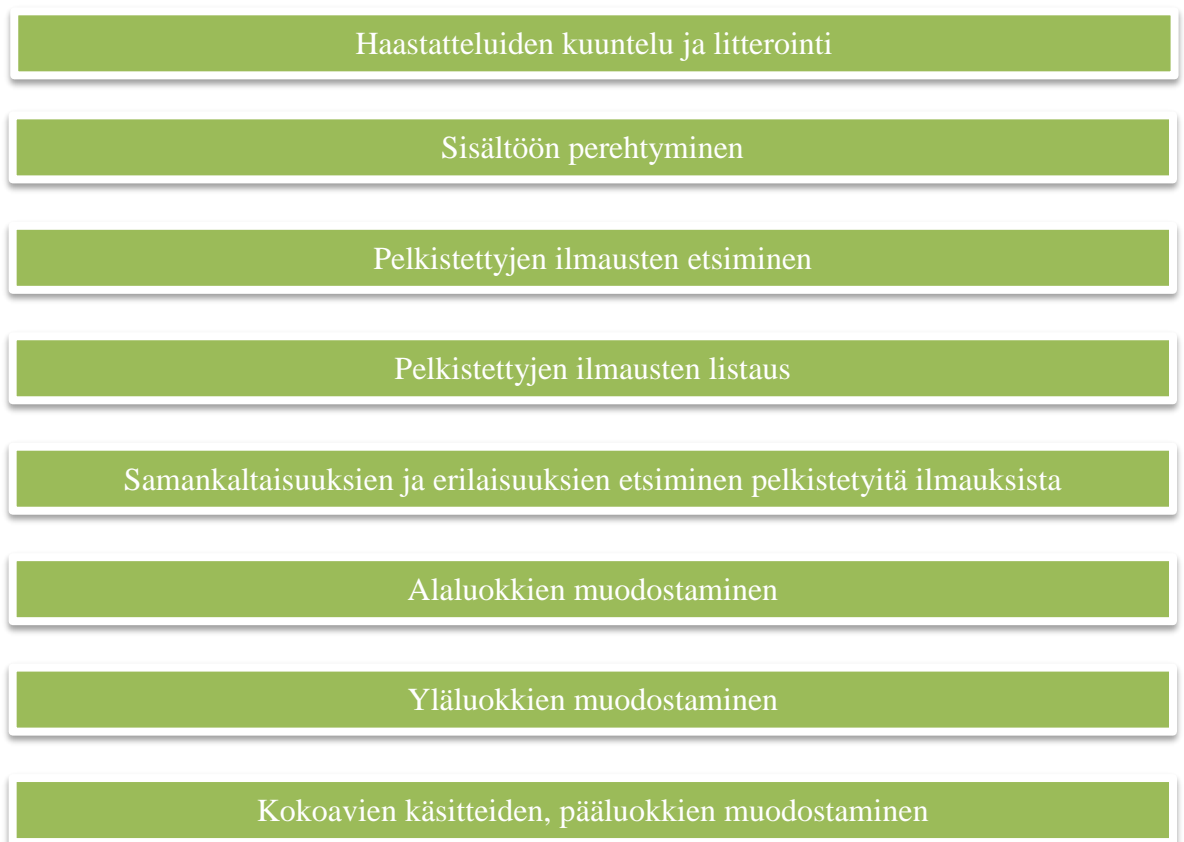 Haastatteluiden kuuntelu ja litterointi
Sisältöön perehtyminen
Pelkistettyjen ilmausten etsiminen
Pelkistettyjen ilmausten listaus
Samankaltaisuuksien ja erilaisuuksien etsiminen pelkistetyitä ilmauksista
Alaluokkien muodostaminen
Yläluokkien muodostaminen
Kokoavien käsitteiden, pääluokkien muodostaminen